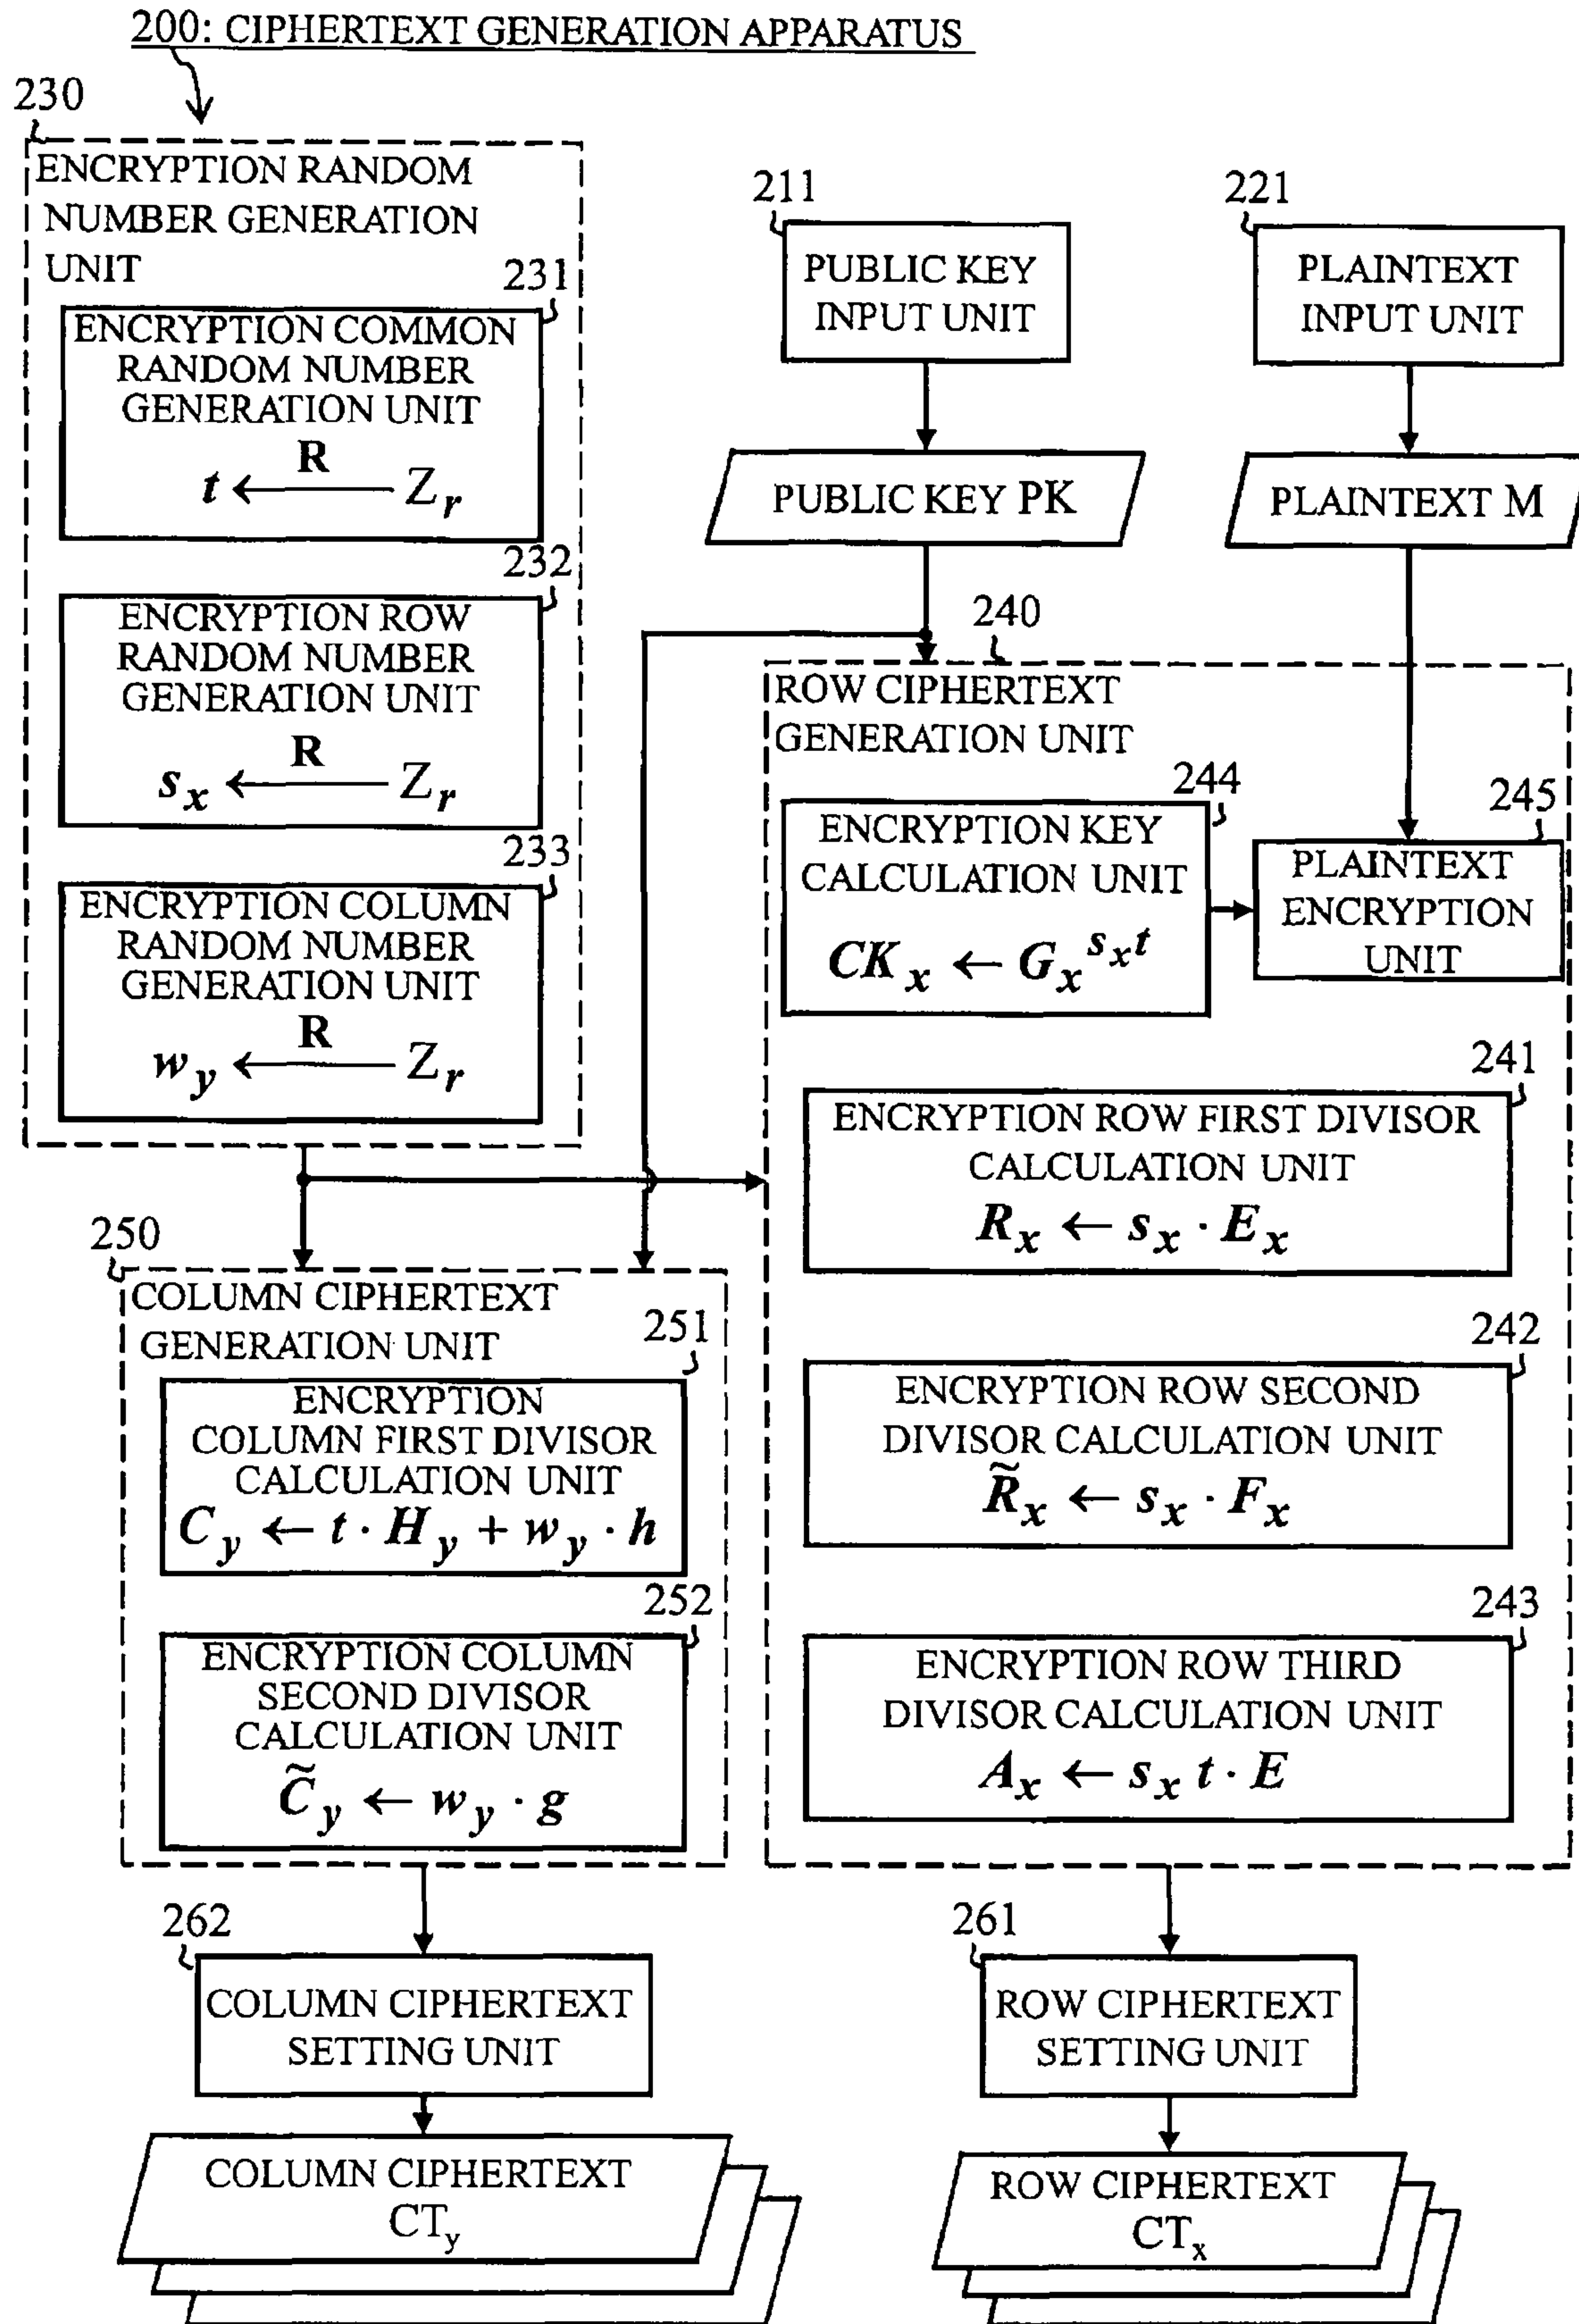 200: CIPHERTEXT GENERATION APPARATUS
230
ENCRYPTION RANDOM
NUMBER GENERATION
UNIT
231
ENCRYPTION COMMON
RANDOM NUMBER
GENERATION UNIT
t ←R Z_r
232
ENCRYPTION ROW
RANDOM NUMBER
GENERATION UNIT
s_x ←R Z_r
233
ENCRYPTION COLUMN
RANDOM NUMBER
GENERATION UNIT
w_y ←R Z_r
211
PUBLIC KEY
INPUT UNIT
PUBLIC KEY PK
221
PLAINTEXT
INPUT UNIT
PLAINTEXT M
240
ROW CIPHERTEXT
GENERATION UNIT
244
ENCRYPTION KEY
CALCULATION UNIT
CK_x ← G_x^{s_x t}
245
PLAINTEXT
ENCRYPTION
UNIT
241
ENCRYPTION ROW FIRST DIVISOR
CALCULATION UNIT
R_x ← s_x · E_x
242
ENCRYPTION ROW SECOND
DIVISOR CALCULATION UNIT
R̃_x ← s_x · F_x
243
ENCRYPTION ROW THIRD
DIVISOR CALCULATION UNIT
A_x ← s_x t · E
250
COLUMN CIPHERTEXT
GENERATION UNIT
251
ENCRYPTION
COLUMN FIRST DIVISOR
CALCULATION UNIT
C_y ← t · H_y + w_y · h
252
ENCRYPTION COLUMN
SECOND DIVISOR
CALCULATION UNIT
C̃_y ← w_y · g
262
COLUMN CIPHERTEXT
SETTING UNIT
COLUMN CIPHERTEXT
CT_y
261
ROW CIPHERTEXT
SETTING UNIT
ROW CIPHERTEXT
CT_x